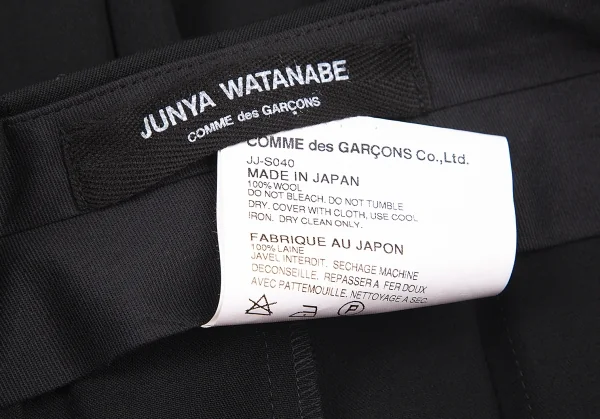 JUNYA WATANABE
COMME des GARÇONS
COMME des GARÇONS Co.,Ltd.
JJ-S040
MADE IN JAPAN
100% WOOL
DO NOT BLEACH. DO NOT TUMBLE
DRY. COVER WITH CLOTH, USE COOL
IRON. DRY CLEAN ONLY.
FABRIQUE AU JAPON
100% LAINE
JAVEL INTERDIT, SECHAGE MACHINE
DECONSEILLE, REPASSER A FER DOUX
AVEC PATTEMOUILLE, NETTOYAGE A SEC.
P